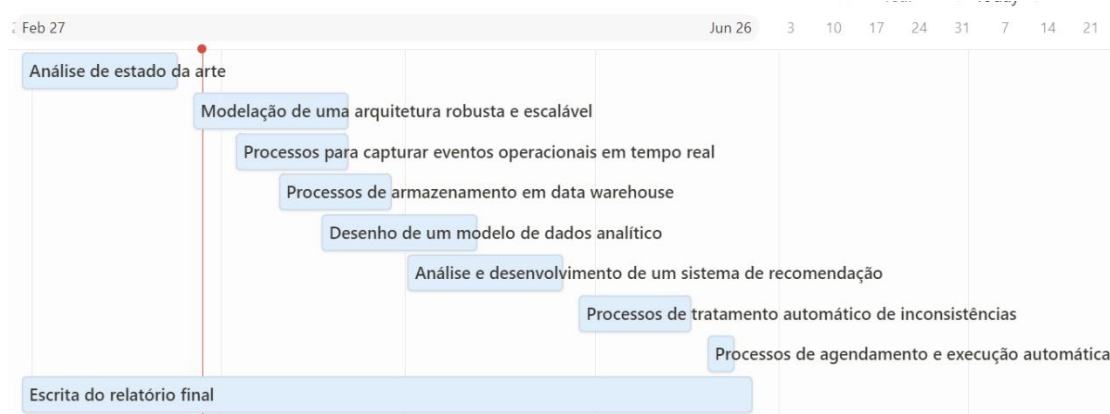 Feb 27 Jun 26 3 10 17 24 31 7 14 21
Análise de estado da arte
Modelação de uma arquitetura robusta e escalável
Processos para capturar eventos operacionais em tempo real
Processos de armazenamento em data warehouse
Desenho de um modelo de dados analítico
Análise e desenvolvimento de um sistema de recomendação
Processos de tratamento automático de inconsistências
Processos de agendamento e execução automática
Escrita do relatório final